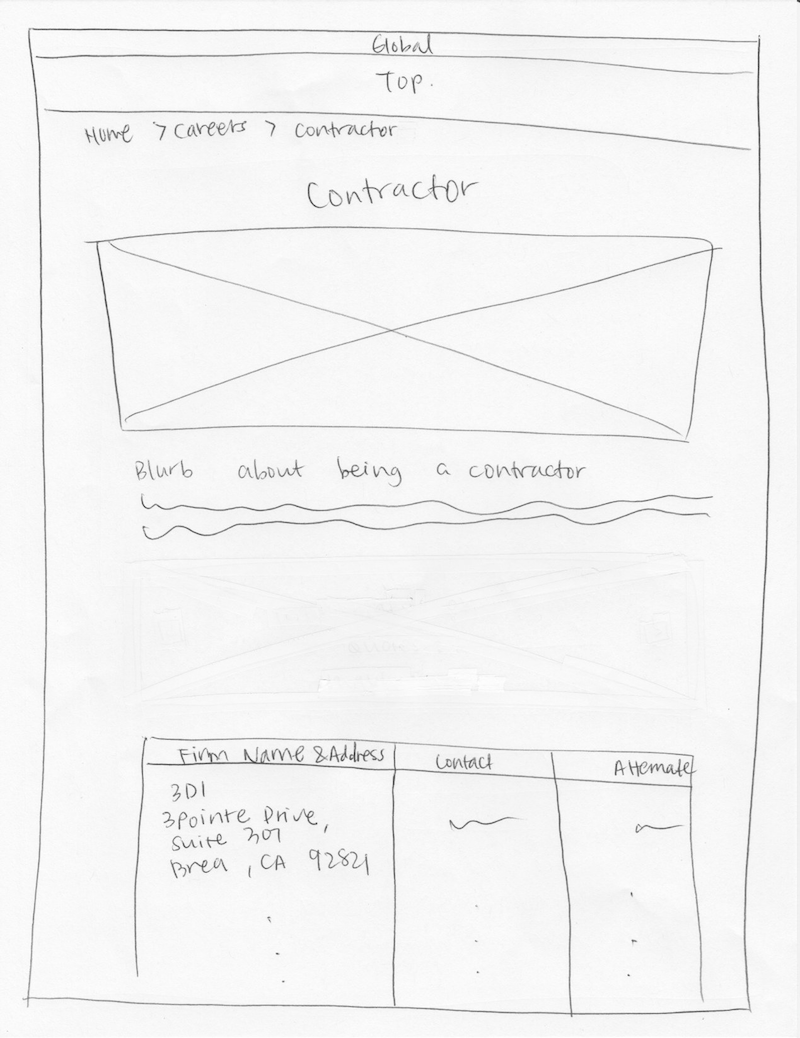 Global
Top.
Home > Careers > Contractor
Contractor
Blurb about being a contractor
Firm Name & Address
Contact
Alternate
3DI
3Pointe Drive,
Suite 307
Brea, CA 92821